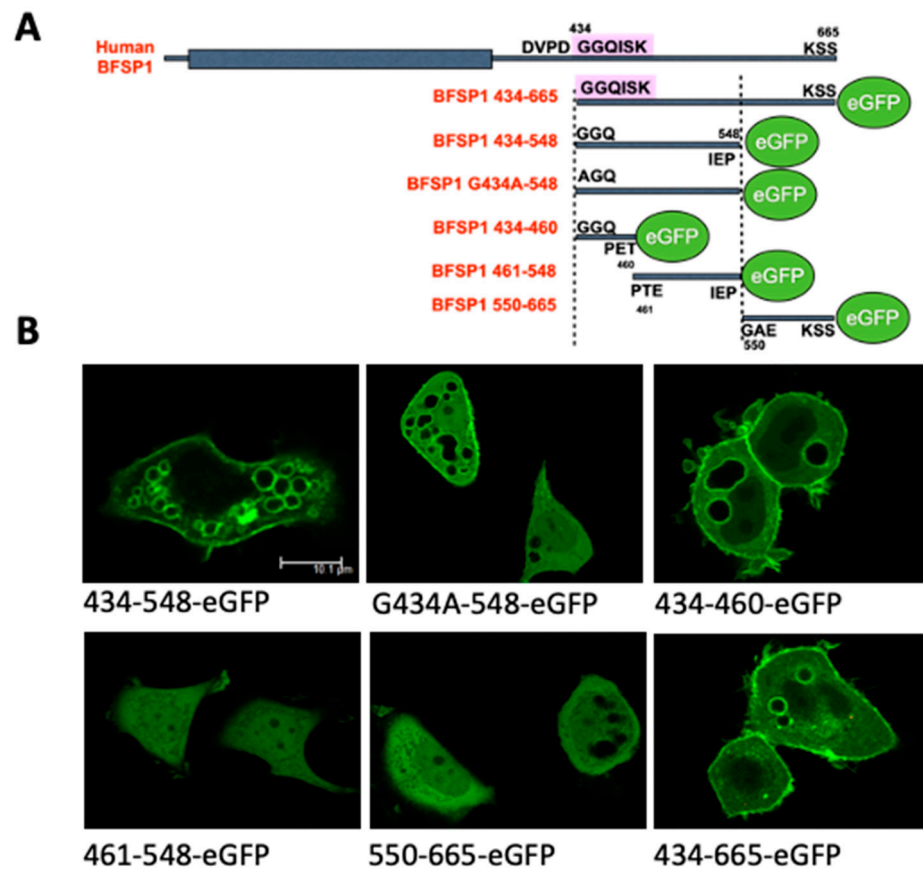 A
434
665
Human
BFSP1
DVPD GGQISK
KSS
BFSP1 434-665
GGQISK
KSS
eGFP
BFSP1 434-548
GGQ
548
IEP
eGFP
BFSP1 G434A-548
AGQ
eGFP
BFSP1 434-460
GGQ
PET
460
eGFP
BFSP1 461-548
PTE
461
IEP
eGFP
BFSP1 550-665
GAE
550
KSS
eGFP
B
10.1 µm
434-548-eGFP
G434A-548-eGFP
434-460-eGFP
461-548-eGFP
550-665-eGFP
434-665-eGFP